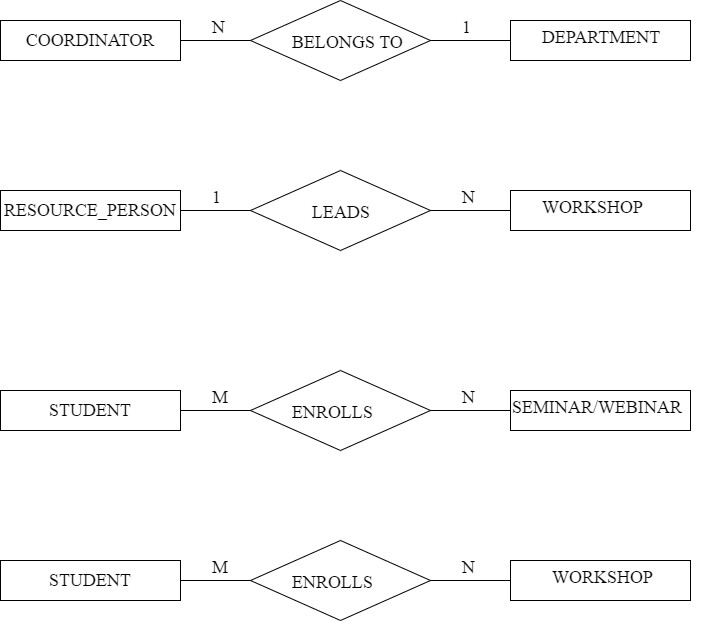 COORDINATOR N BELONGS TO 1 DEPARTMENT
RESOURCE_PERSON 1 LEADS N WORKSHOP
STUDENT M ENROLLS N SEMINAR/WEBINAR
STUDENT M ENROLLS N WORKSHOP